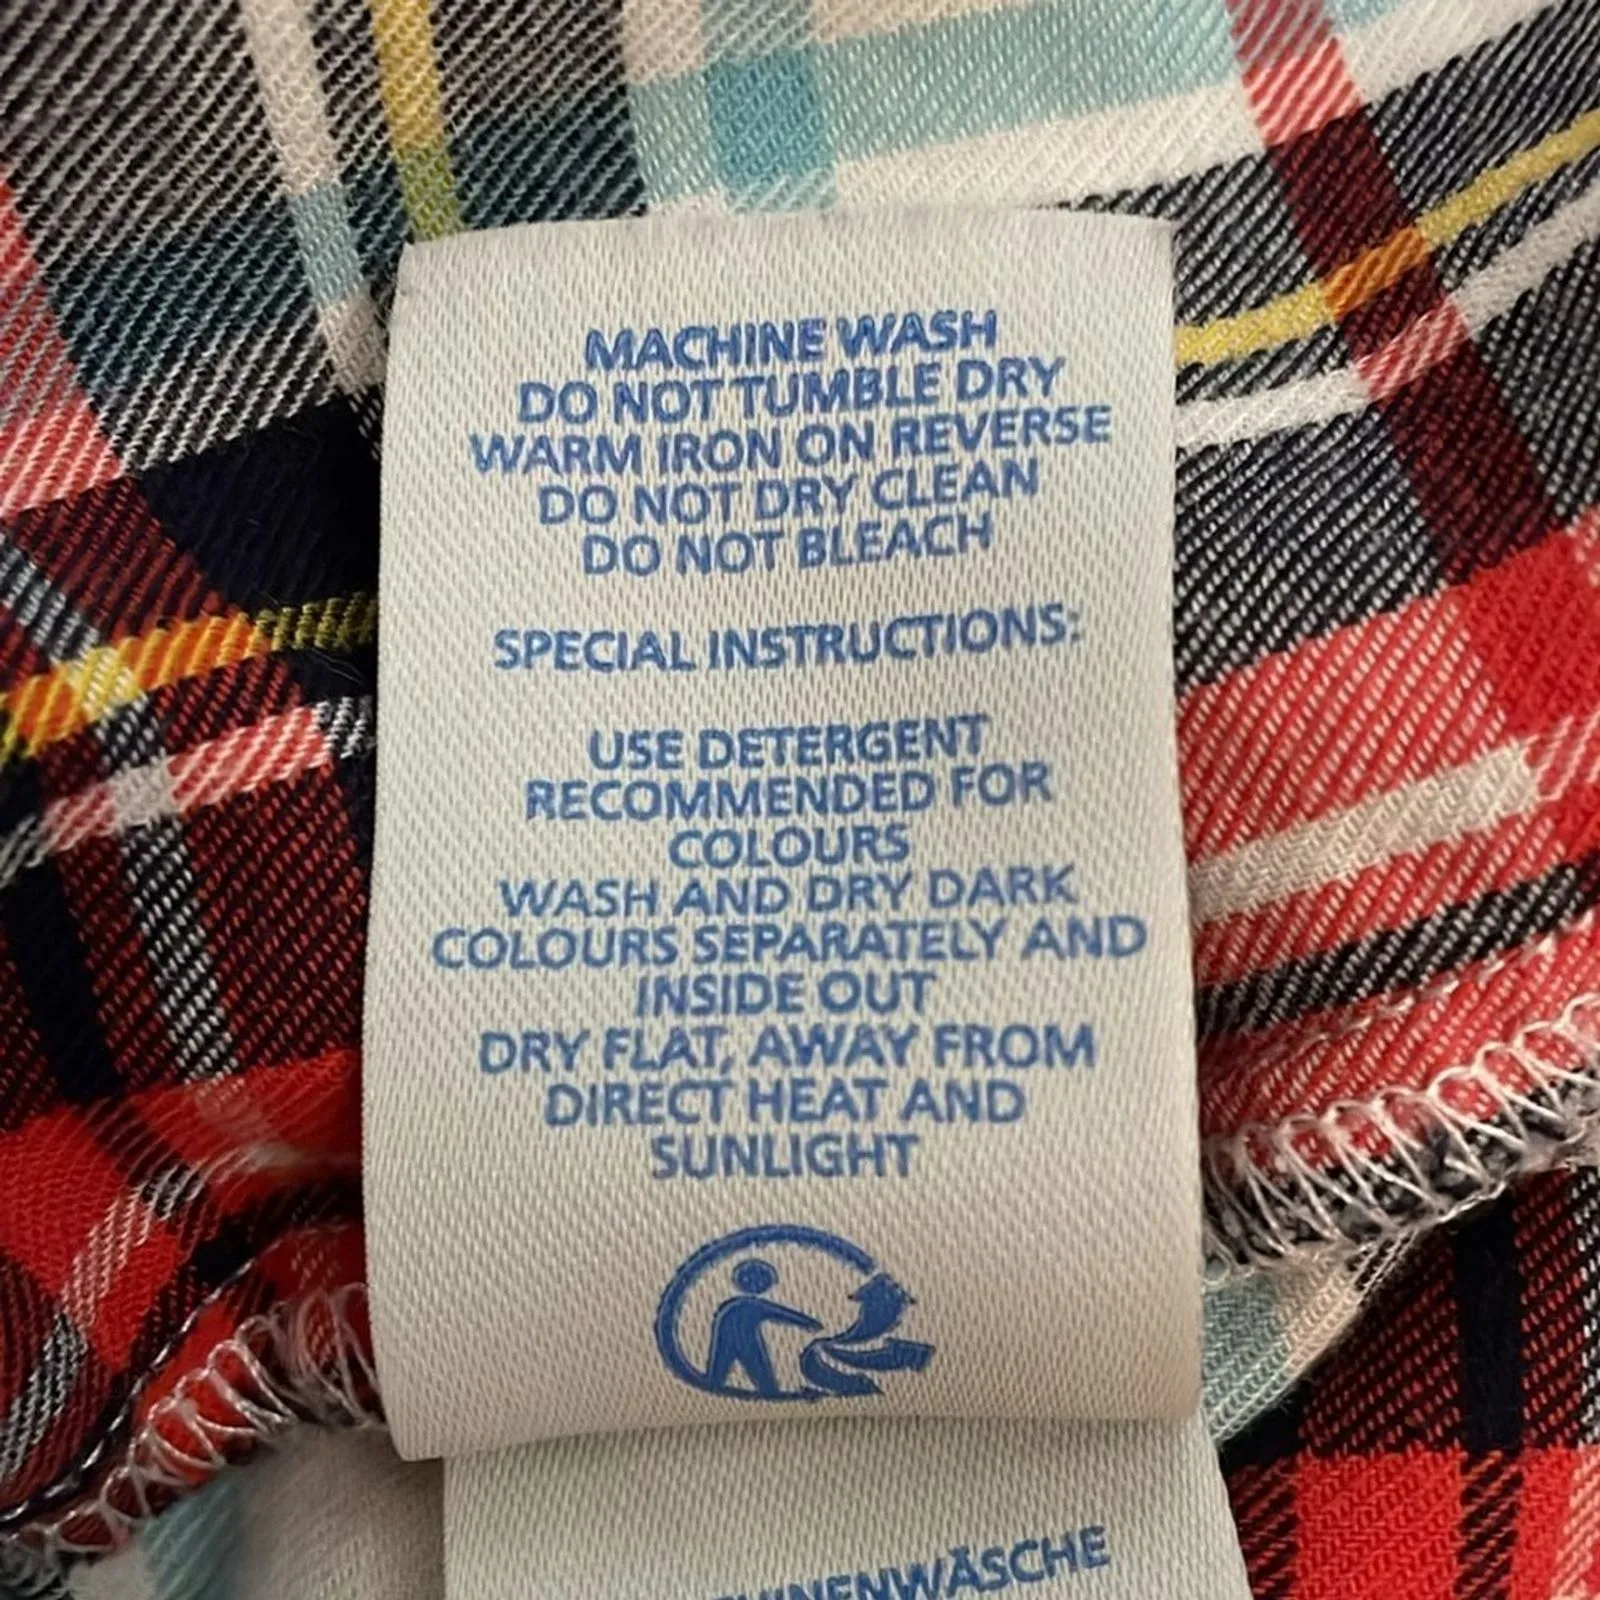 MACHINE WASH
DO NOT TUMBLE DRY
WARM IRON ON REVERSE
DO NOT DRY CLEAN
DO NOT BLEACH
SPECIAL INSTRUCTIONS:
USE DETERGENT
RECOMMENDED FOR
COLOURS
WASH AND DRY DARK
COLOURS SEPARATELY AND
INSIDE OUT
DRY FLAT, AWAY FROM
DIRECT HEAT AND
SUNLIGHT